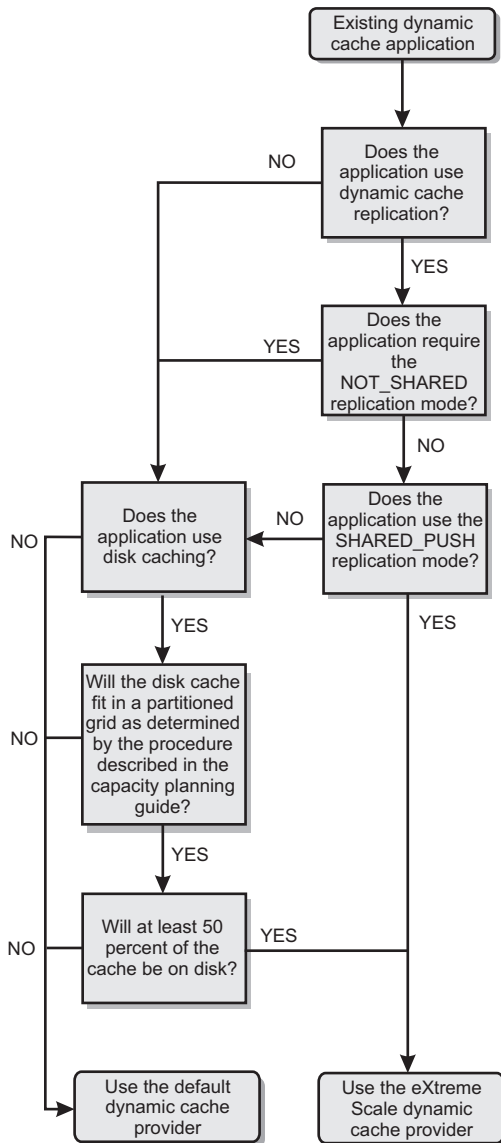 Existing dynamic
cache application
NO
Does the
application use
dynamic cache
replication?
YES
YES
Does the
application require
the
NOT_SHARED
replication mode?
NO
NO
Does the
application use
disk caching?
NO
Does the
application use the
SHARED_PUSH
replication mode?
YES
YES
NO
Will the disk cache
fit in a partitioned
grid as determined
by the procedure
described in the
capacity planning
guide?
YES
NO
Will at least 50
percent of the
cache be on disk?
YES
Use the default
dynamic cache
provider
Use the eXtreme
Scale dynamic
cache provider